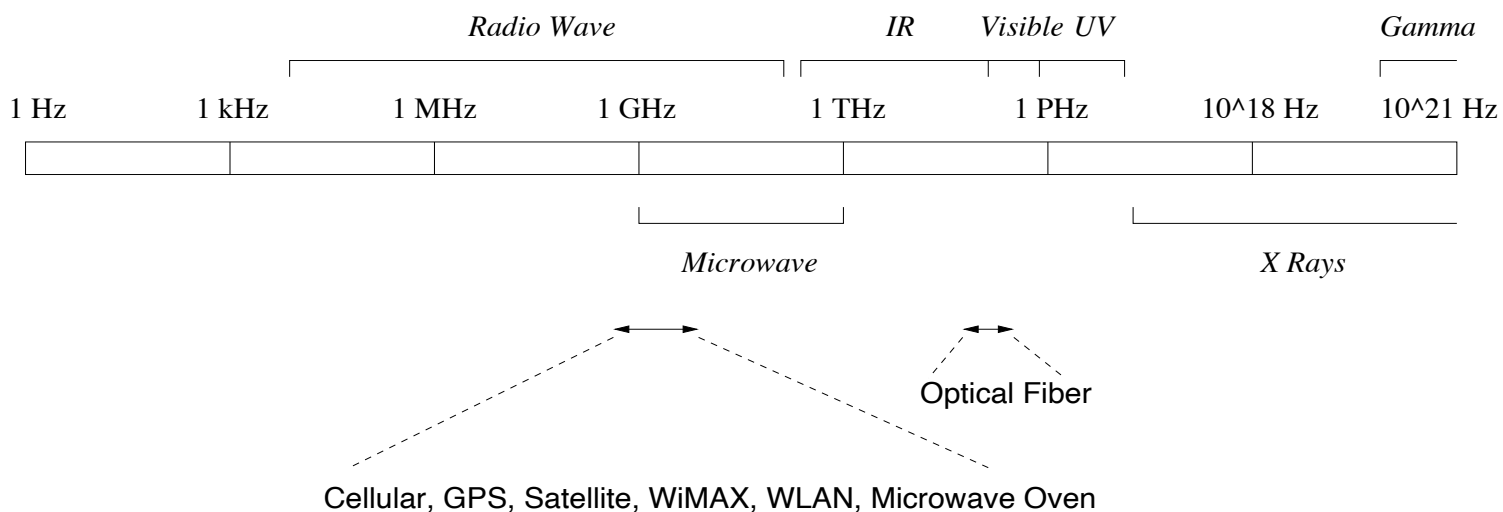 Radio Wave IR Visible UV Gamma
1 Hz 1 kHz 1 MHz 1 GHz 1 THz 1 PHz 10^18 Hz 10^21 Hz
Microwave X Rays
Optical Fiber
Cellular, GPS, Satellite, WiMAX, WLAN, Microwave Oven